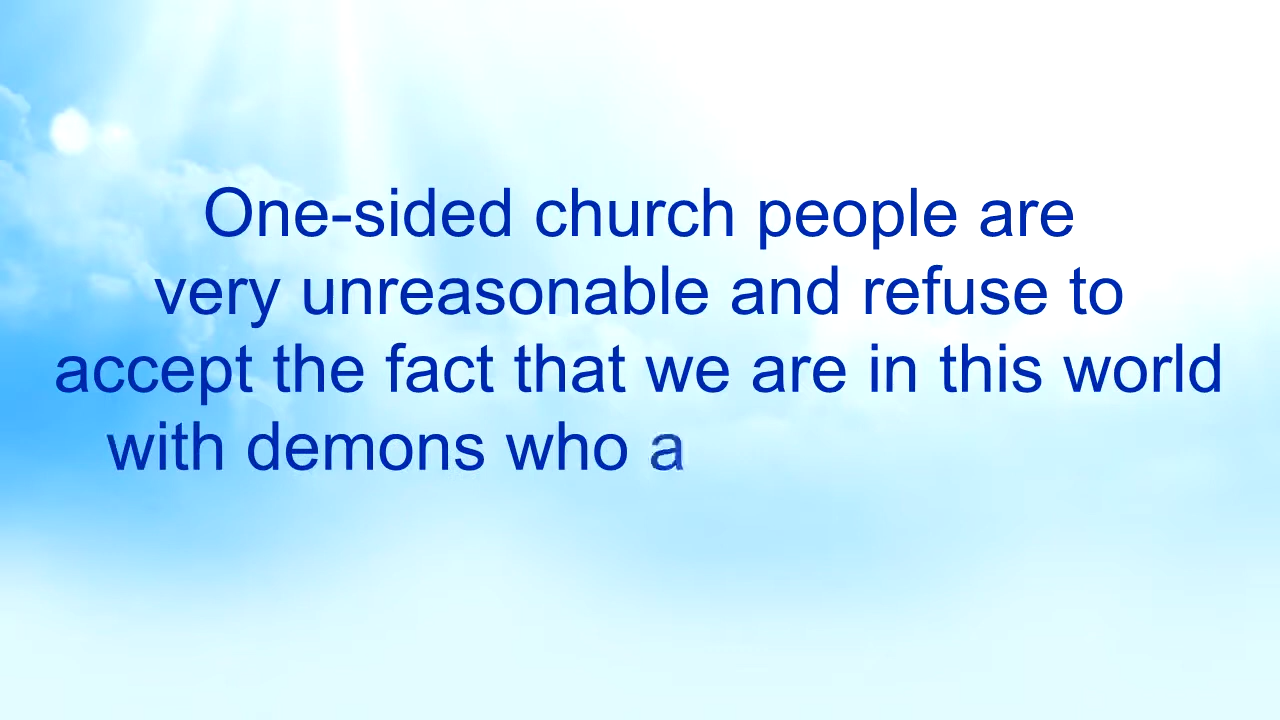 One-sided church people are
very unreasonable and refuse to
accept the fact that we are in this world
with demons who a